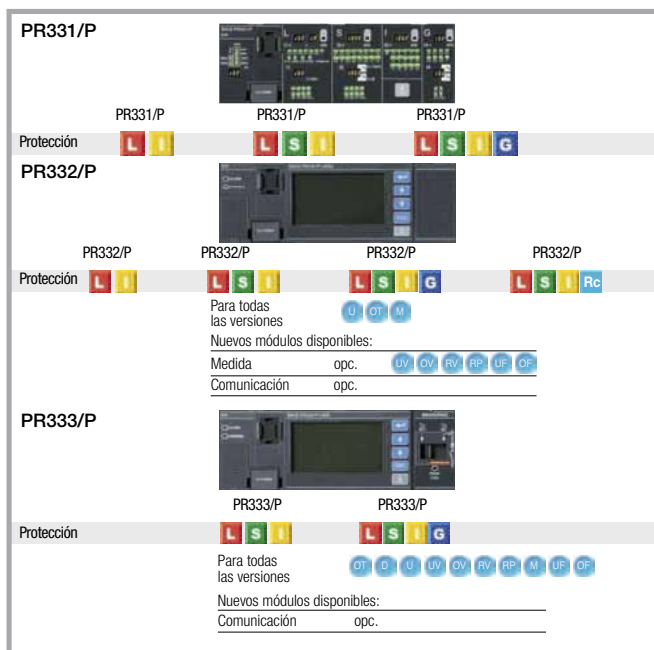 PR331/P
L S I G
PR331/P PR331/P PR331/P
Protección L I L S I L S I G
PR332/P
PR332/P PR332/P PR332/P PR332/P
Protección L I L S I L S I G L S I Rc
Para todas
las versiones U OT M
Nuevos módulos disponibles:
Medida opc. UV OV RV RP UF OF
Comunicación opc.
PR333/P
PR333/P PR333/P
Protección L S I L S I G
Para todas
las versiones OT D U UV OV RV RP M UF OF
Nuevos módulos disponibles:
Comunicación opc.